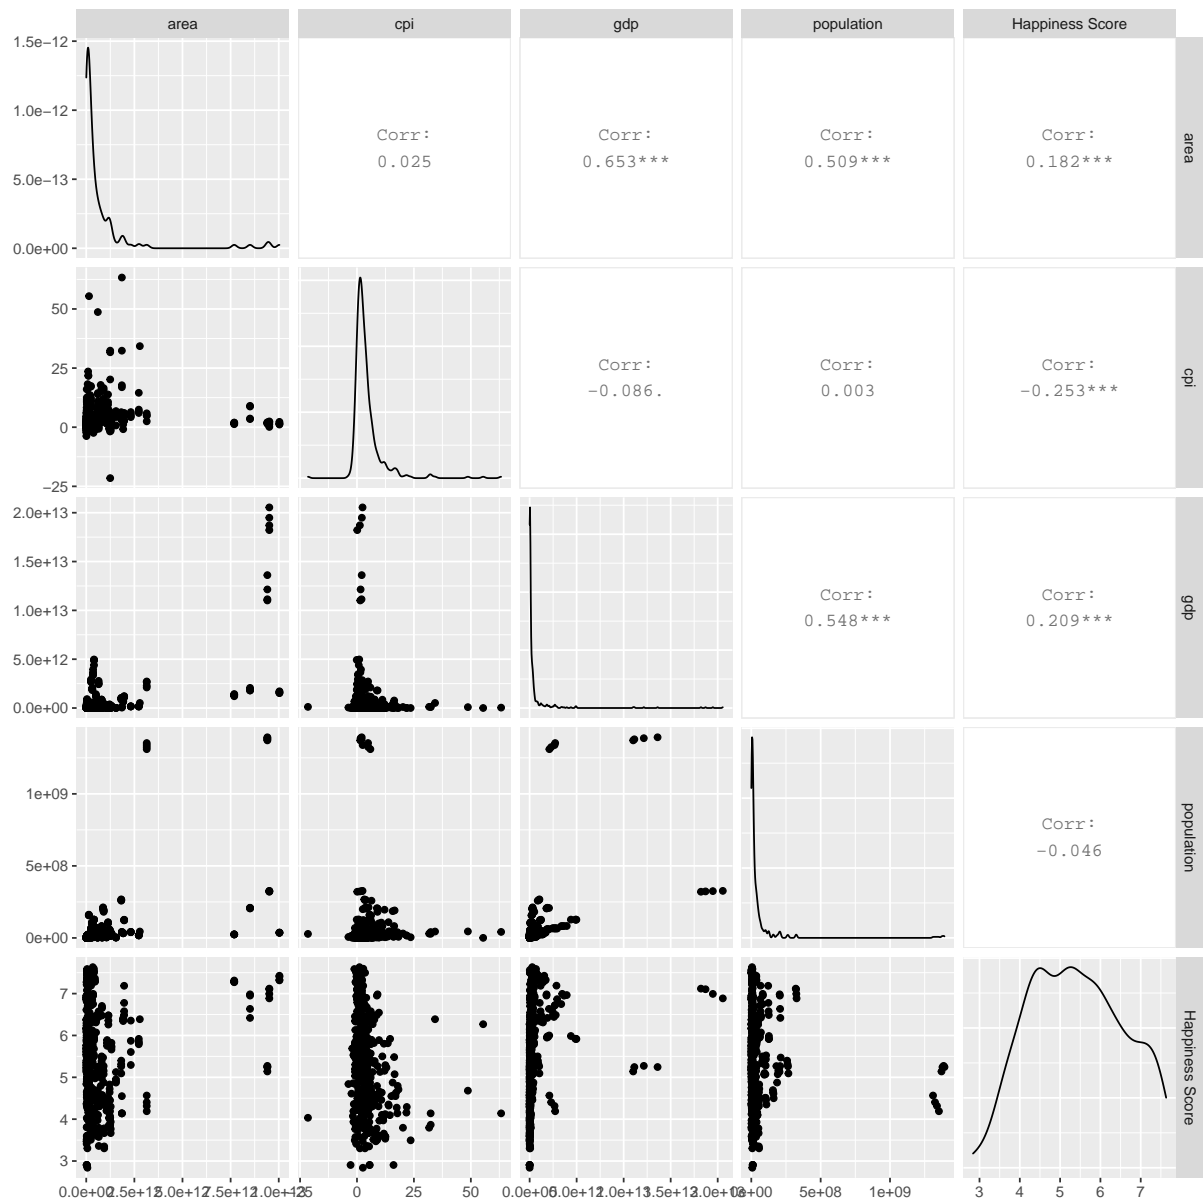 area
cpi
gdp
population
Happiness Score
1.5e−12
1.0e−12
5.0e−13
0.0e+00
Corr:
0.025
Corr:
0.653***
Corr:
0.509***
Corr:
0.182***
area
50
25
0
−25
Corr:
−0.086.
Corr:
0.003
Corr:
−0.253***
cpi
2.0e+13
1.5e+13
1.0e+13
5.0e+12
0.0e+00
Corr:
0.548***
Corr:
0.209***
gdp
1e+09
5e+08
0e+00
Corr:
−0.046
population
7
6
5
4
3
Happiness Score
0 25 50
5e+08 1e+09
3 4 5 6 7